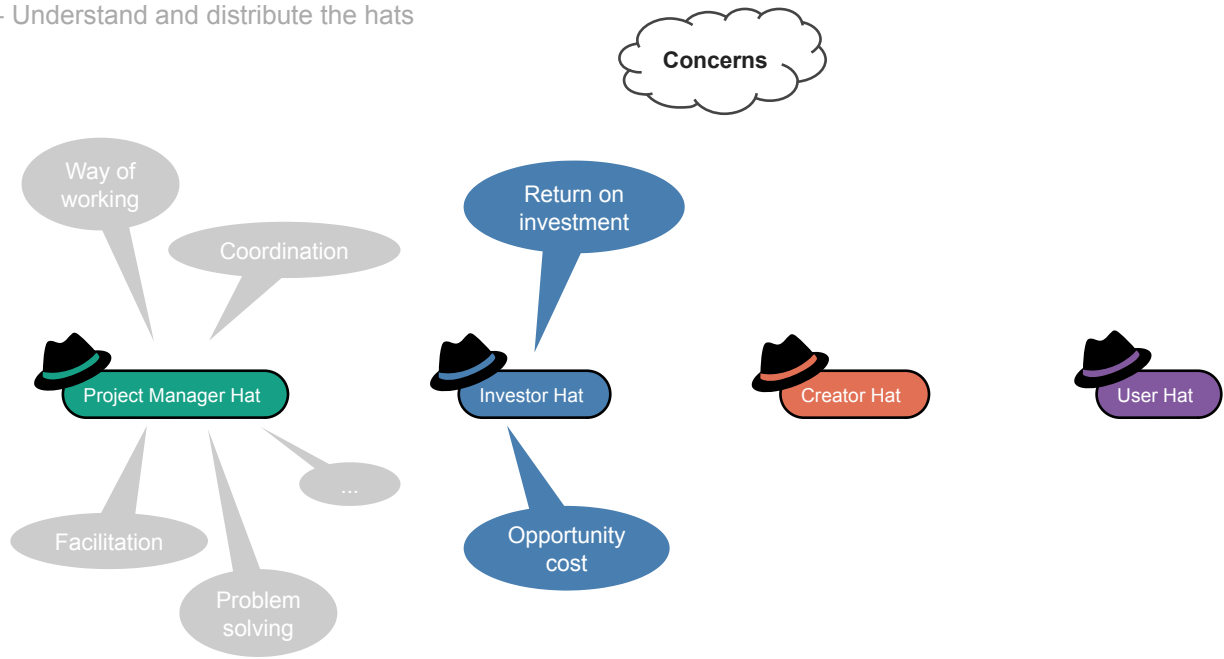 - Understand and distribute the hats
Concerns
Way of
working
Coordination
Return on
investment
Project Manager Hat
Investor Hat
Creator Hat
User Hat
...
Facilitation
Opportunity
cost
Problem
solving